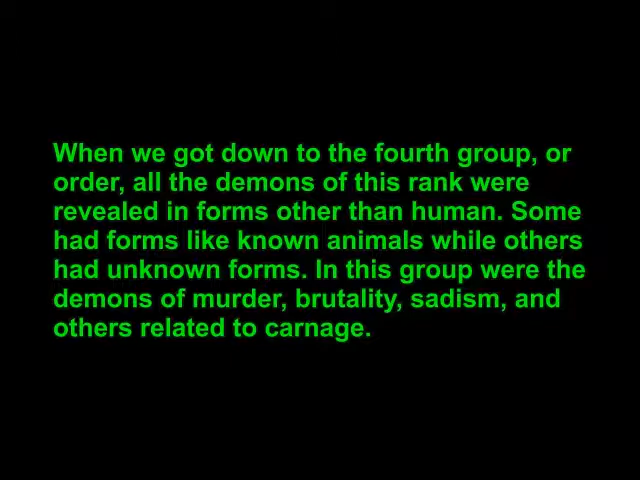 When we got down to the fourth group, or
order, all the demons of this rank were
revealed in forms other than human. Some
had forms like known animals while others
had unknown forms. In this group were the
demons of murder, brutality, sadism, and
others related to carnage.